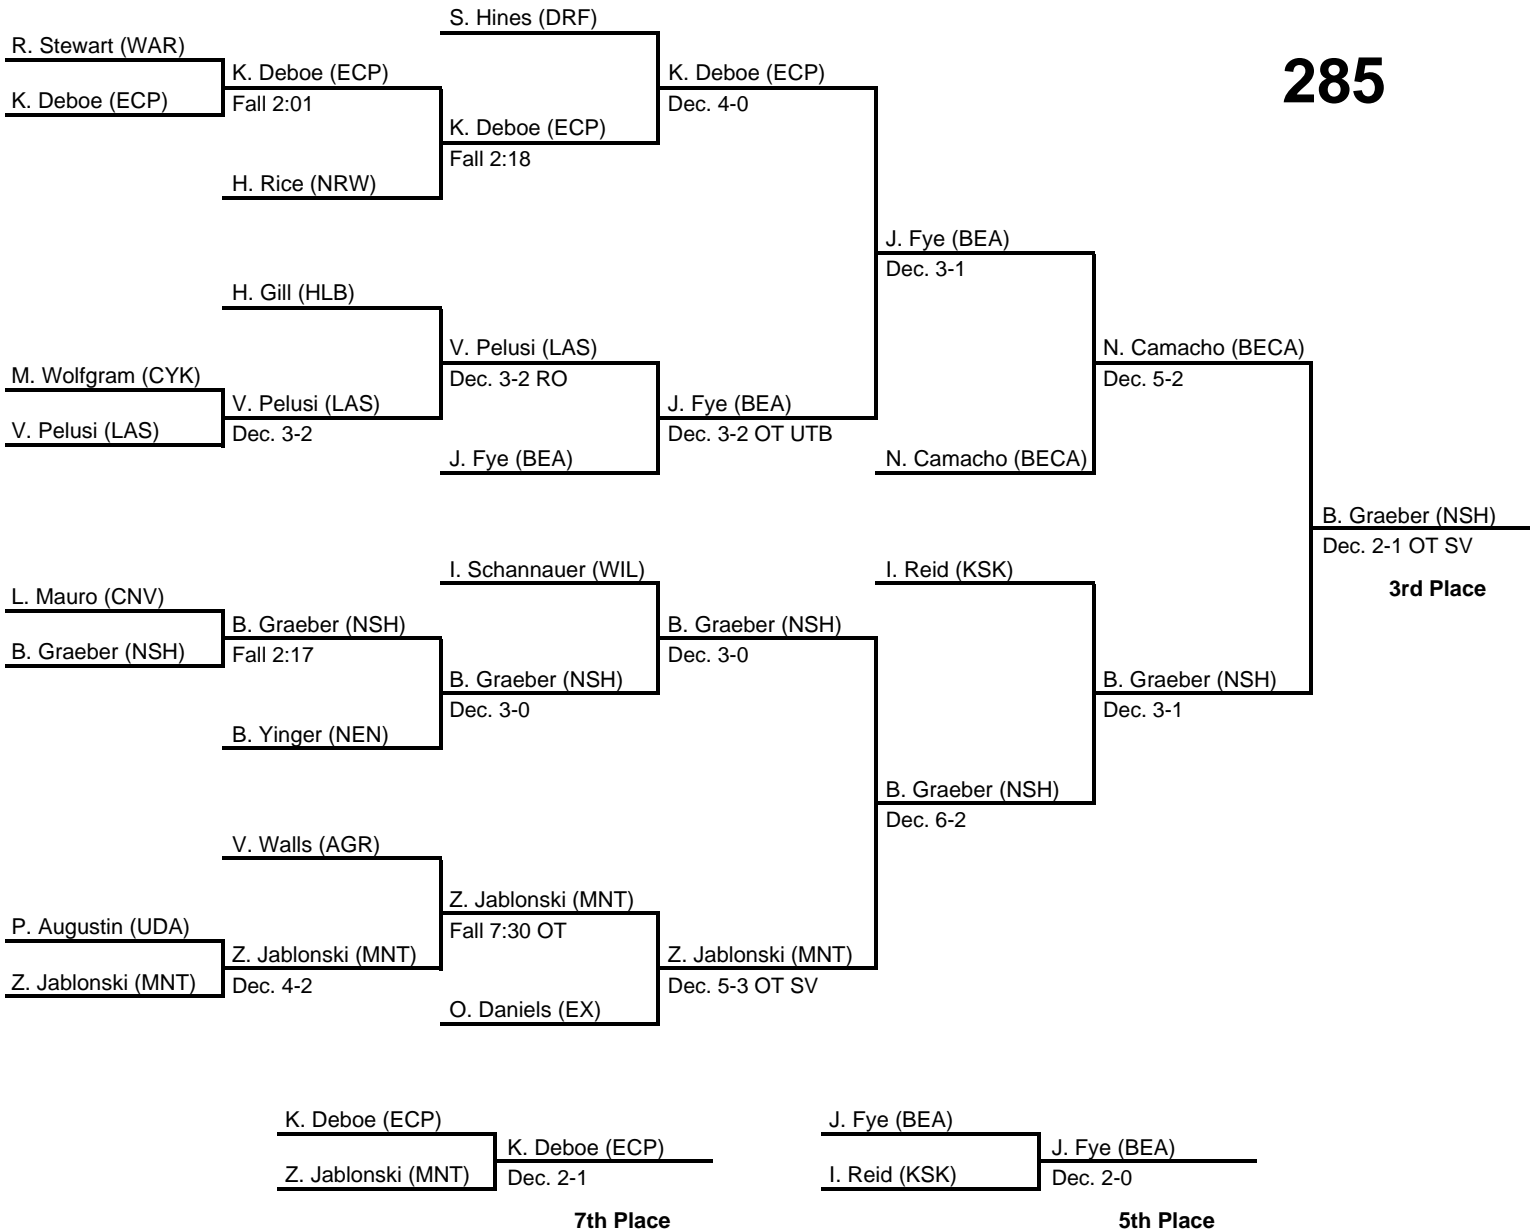 285
S. Hines (DRF)
R. Stewart (WAR)
K. Deboe (ECP)
K. Deboe (ECP)
Fall 2:01
K. Deboe (ECP)
Dec. 4-0
K. Deboe (ECP)
Fall 2:18
H. Rice (NRW)
J. Fye (BEA)
Dec. 3-1
H. Gill (HLB)
V. Pelusi (LAS)
Dec. 3-2 RO
N. Camacho (BECA)
Dec. 5-2
M. Wolfgram (CYK)
V. Pelusi (LAS)
V. Pelusi (LAS)
Dec. 3-2
J. Fye (BEA)
Dec. 3-2 OT UTB
J. Fye (BEA)
N. Camacho (BECA)
B. Graeber (NSH)
Dec. 2-1 OT SV
3rd Place
I. Schannauer (WIL)
I. Reid (KSK)
L. Mauro (CNV)
B. Graeber (NSH)
B. Graeber (NSH)
Fall 2:17
B. Graeber (NSH)
Dec. 3-0
B. Graeber (NSH)
Dec. 3-0
B. Graeber (NSH)
Dec. 3-1
B. Yinger (NEN)
B. Graeber (NSH)
Dec. 6-2
V. Walls (AGR)
Z. Jablonski (MNT)
Fall 7:30 OT
P. Augustin (UDA)
Z. Jablonski (MNT)
Z. Jablonski (MNT)
Dec. 4-2
Z. Jablonski (MNT)
Dec. 5-3 OT SV
O. Daniels (EX)
K. Deboe (ECP)
Z. Jablonski (MNT)
K. Deboe (ECP)
Dec. 2-1
7th Place
J. Fye (BEA)
I. Reid (KSK)
J. Fye (BEA)
Dec. 2-0
5th Place